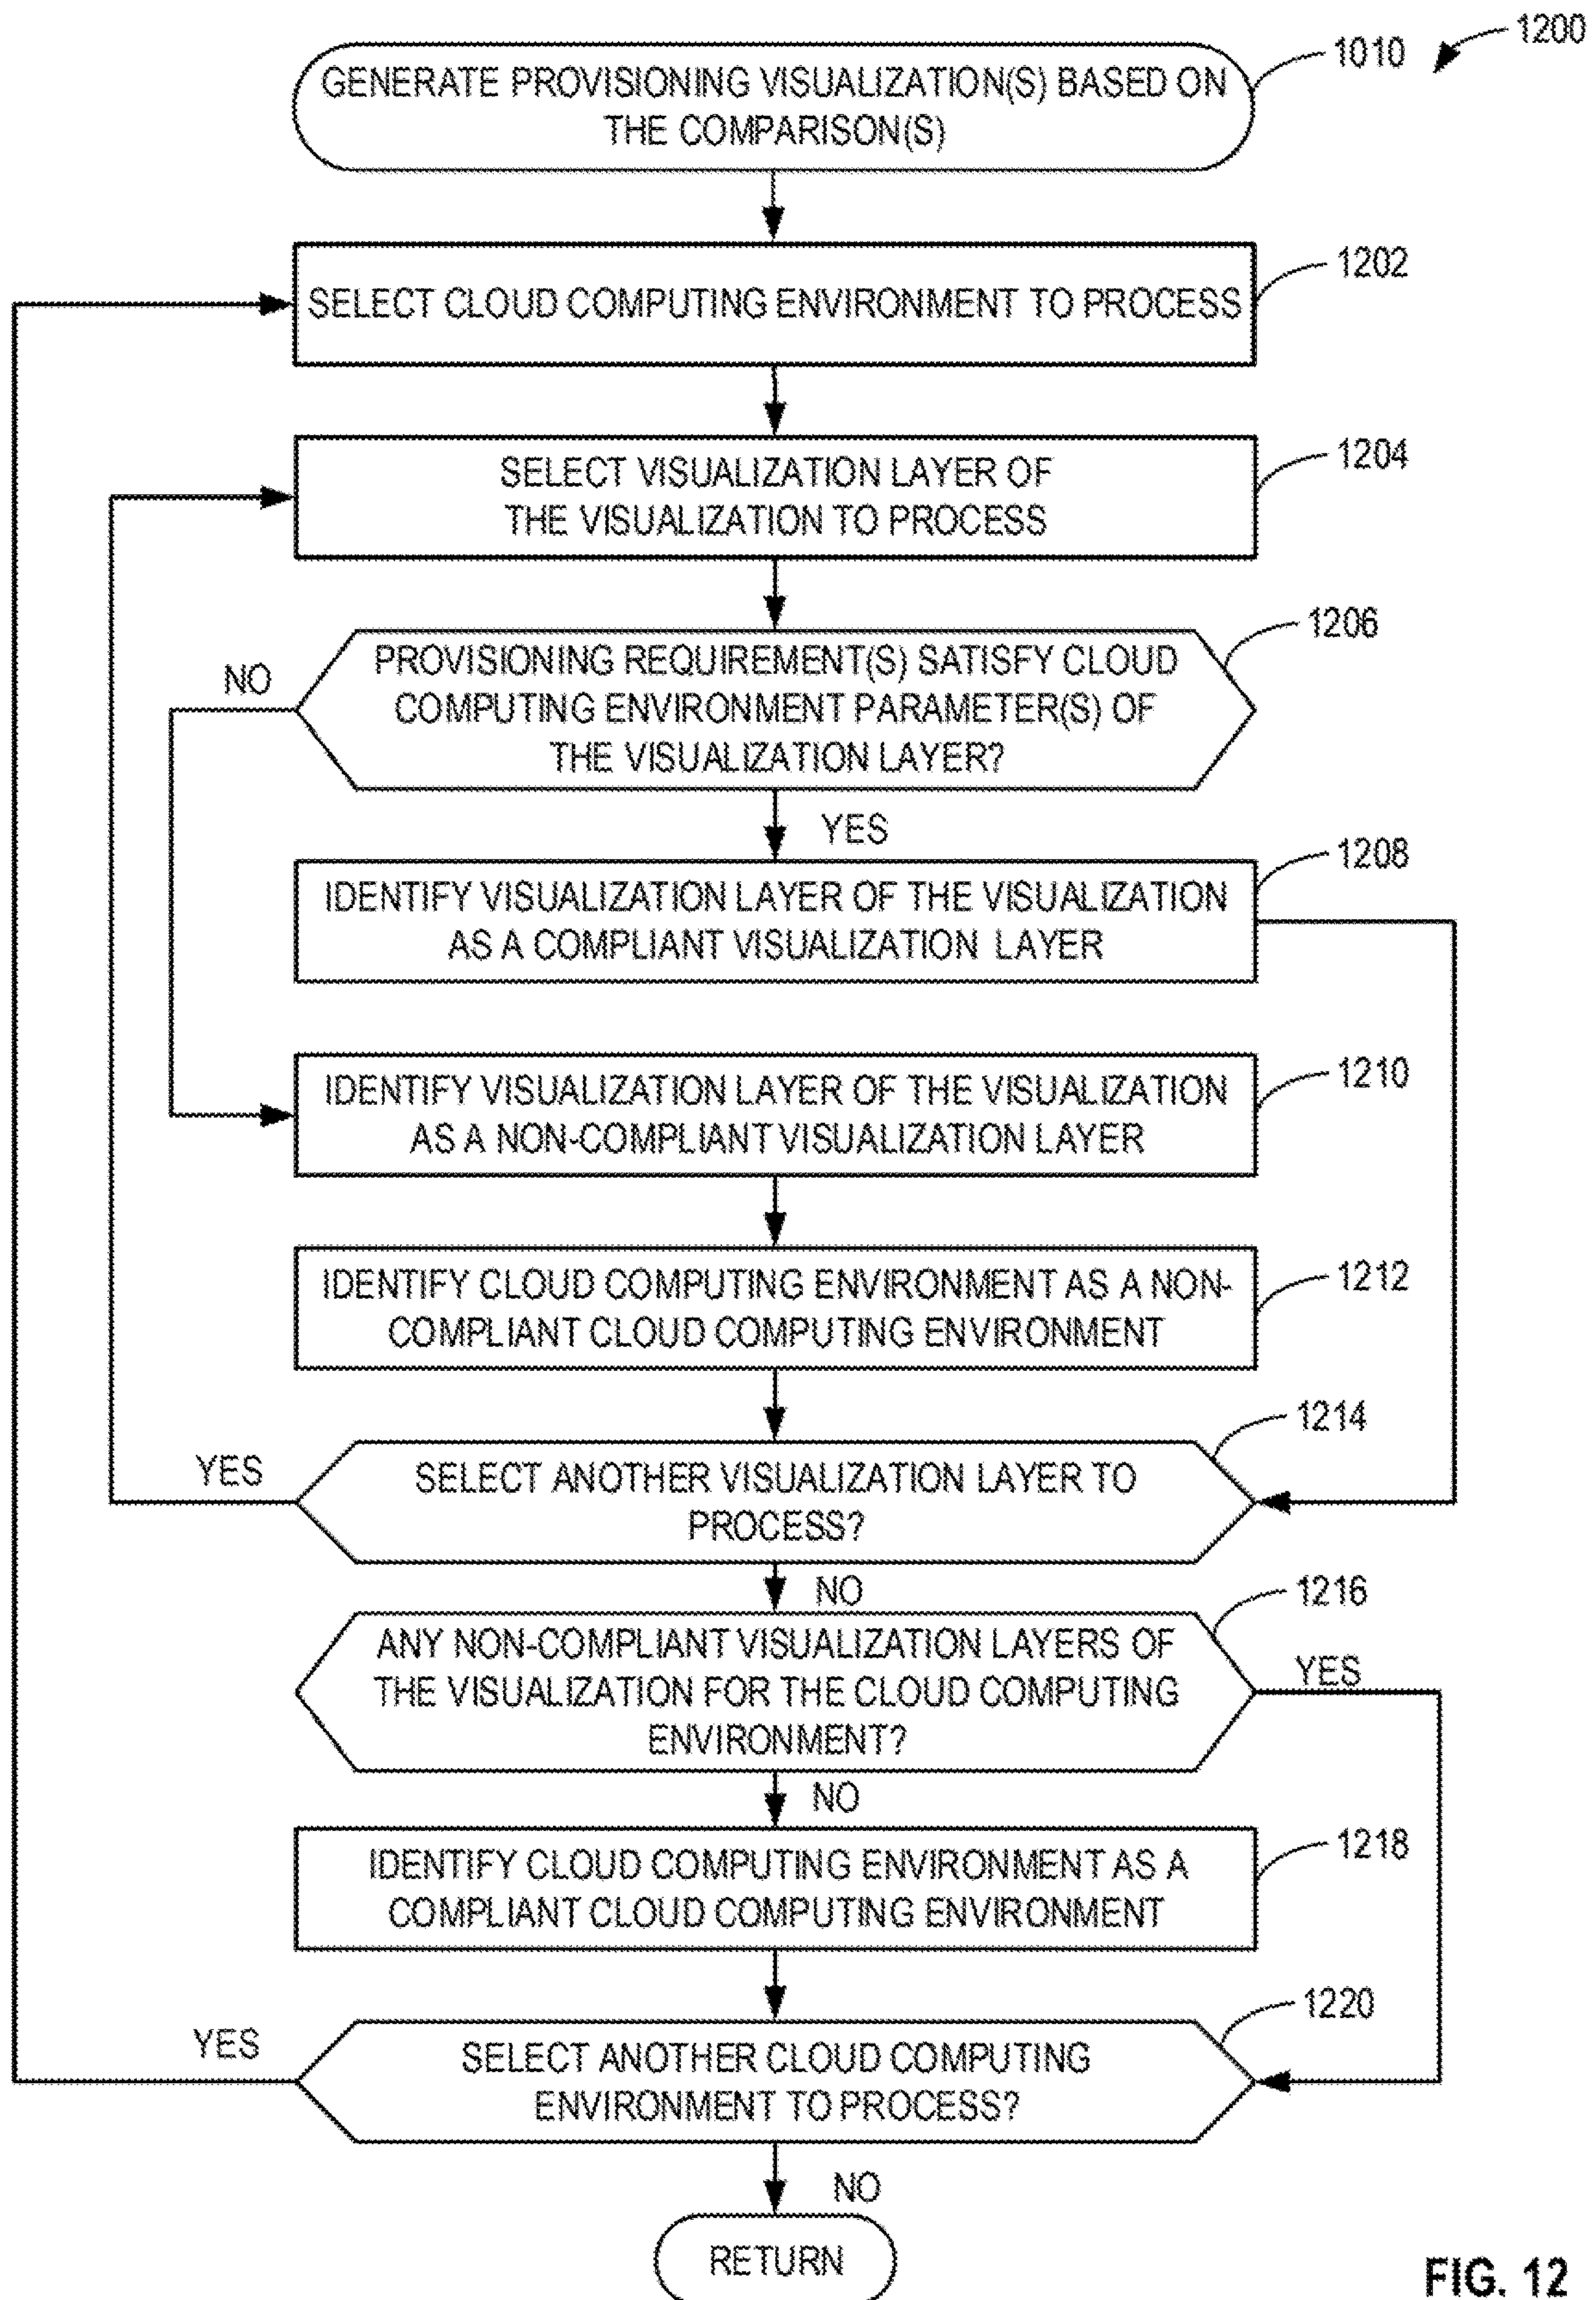 1200
GENERATE PROVISIONING VISUALIZATION(S) BASED ON
THE COMPARISON(S)
1010
SELECT CLOUD COMPUTING ENVIRONMENT TO PROCESS
1202
SELECT VISUALIZATION LAYER OF
THE VISUALIZATION TO PROCESS
1204
PROVISIONING REQUIREMENT(S) SATISFY CLOUD
COMPUTING ENVIRONMENT PARAMETER(S) OF
THE VISUALIZATION LAYER?
1206
NO
YES
IDENTIFY VISUALIZATION LAYER OF THE VISUALIZATION
AS A COMPLIANT VISUALIZATION LAYER
1208
IDENTIFY VISUALIZATION LAYER OF THE VISUALIZATION
AS A NON-COMPLIANT VISUALIZATION LAYER
1210
IDENTIFY CLOUD COMPUTING ENVIRONMENT AS A NON-
COMPLIANT CLOUD COMPUTING ENVIRONMENT
1212
SELECT ANOTHER VISUALIZATION LAYER TO
PROCESS?
1214
YES
NO
ANY NON-COMPLIANT VISUALIZATION LAYERS OF
THE VISUALIZATION FOR THE CLOUD COMPUTING
ENVIRONMENT?
1216
YES
NO
IDENTIFY CLOUD COMPUTING ENVIRONMENT AS A
COMPLIANT CLOUD COMPUTING ENVIRONMENT
1218
SELECT ANOTHER CLOUD COMPUTING
ENVIRONMENT TO PROCESS?
1220
YES
NO
RETURN
FIG. 12